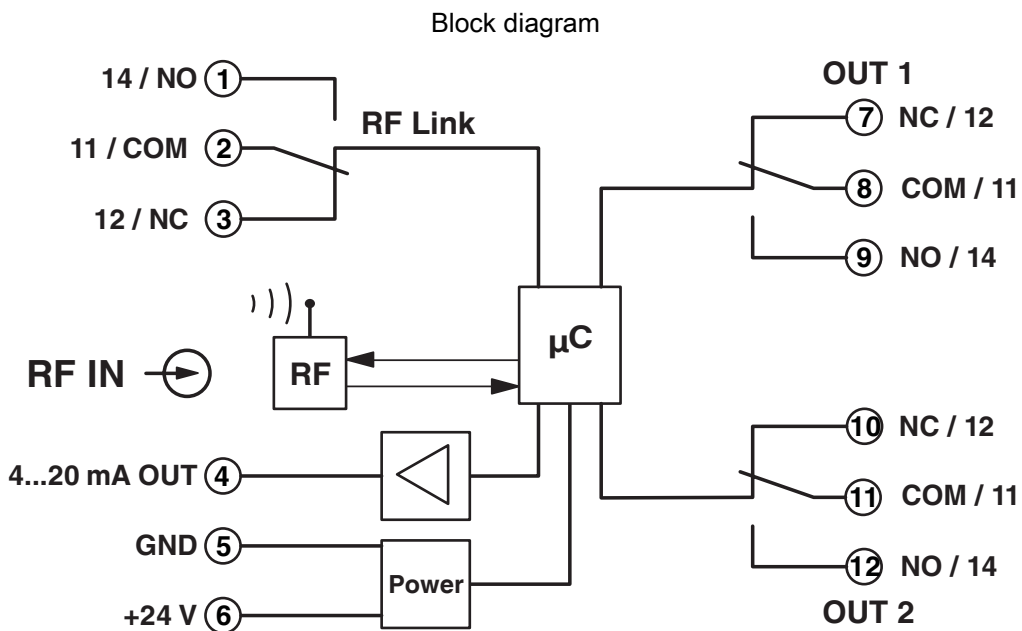 Block diagram
14 / NO 1
OUT 1
RF Link
7 NC / 12
11 / COM 2
8 COM / 11
12 / NC 3
9 NO / 14
µC
RF IN
RF
10 NC / 12
4...20 mA OUT 4
11 COM / 11
GND 5
12 NO / 14
Power
+24 V 6
OUT 2